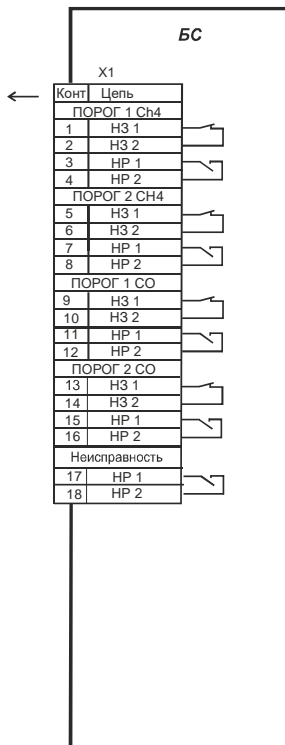 БС
X1
Конт Цепь
ПОРОГ 1 Ch4
1 НЗ 1
2 НЗ 2
3 НР 1
4 НР 2
ПОРОГ 2 CH4
5 НЗ 1
6 НЗ 2
7 НР 1
8 НР 2
ПОРОГ 1 CO
9 НЗ 1
10 НЗ 2
11 НР 1
12 НР 2
ПОРОГ 2 CO
13 НЗ 1
14 НЗ 2
15 НР 1
16 НР 2
Неисправность
17 НР 1
18 НР 2